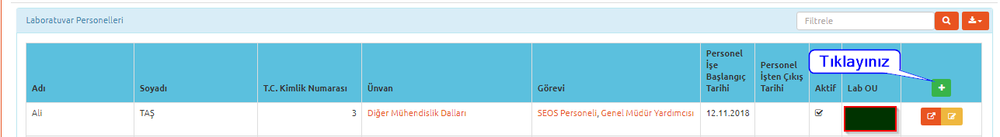 Laboratuvar Personelleri
Filtrele
Tıklayınız
Adı
Soyadı
T.C. Kimlik Numarası
Ünvan
Görevi
Personel
İşe
Başlangıç
Tarihi
Personel
İşten Çıkış
Tarihi
Aktif
Lab OU
Ali
TAŞ
3
Diğer Mühendislik Dalları
SEOS Personeli, Genel Müdür Yardımcısı
12.11.2018